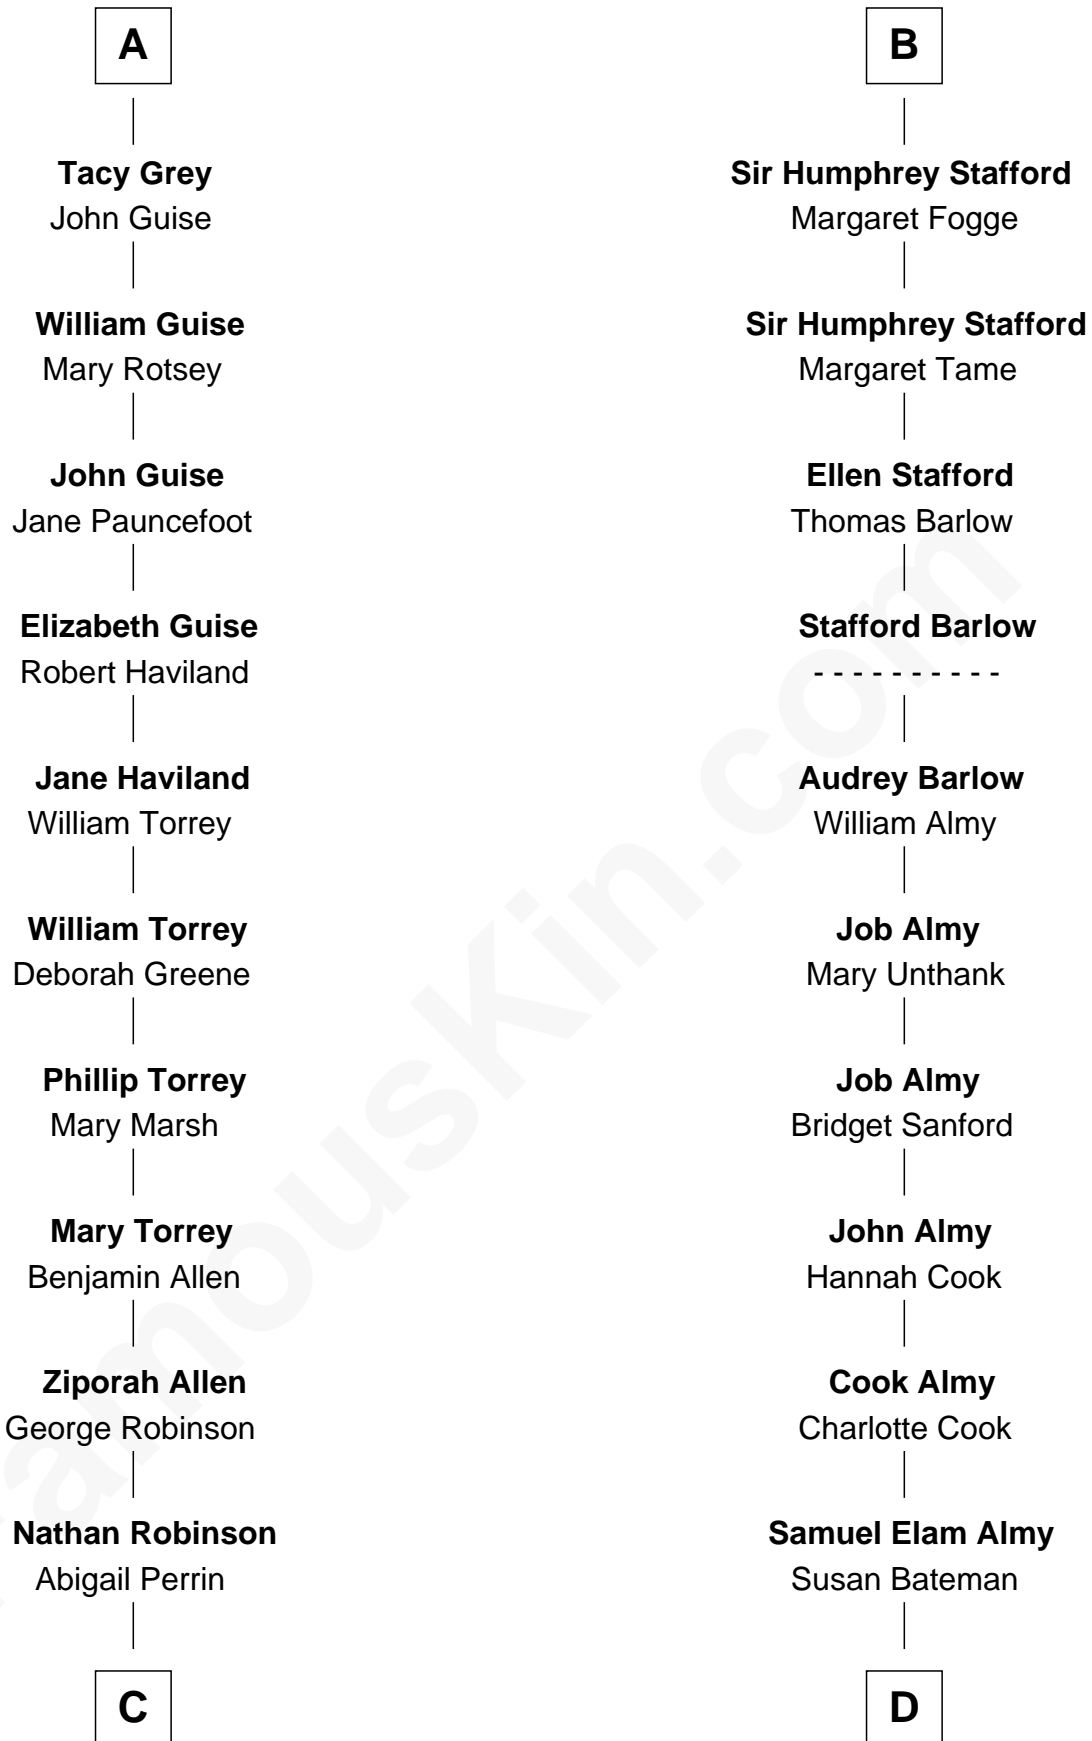 A
Tacy Grey
John Guise
William Guise
Mary Rotsey
John Guise
Jane Pauncefoot
Elizabeth Guise
Robert Haviland
Jane Haviland
William Torrey
William Torrey
Deborah Greene
Phillip Torrey
Mary Marsh
Mary Torrey
Benjamin Allen
Ziporah Allen
George Robinson
Nathan Robinson
Abigail Perrin
C
B
Sir Humphrey Stafford
Margaret Fogge
Sir Humphrey Stafford
Margaret Tame
Ellen Stafford
Thomas Barlow
Stafford Barlow
- - - - - - - - - -
Audrey Barlow
William Almy
Job Almy
Mary Unthank
Job Almy
Bridget Sanford
John Almy
Hannah Cook
Cook Almy
Charlotte Cook
Samuel Elam Almy
Susan Bateman
D
FamousKin.com